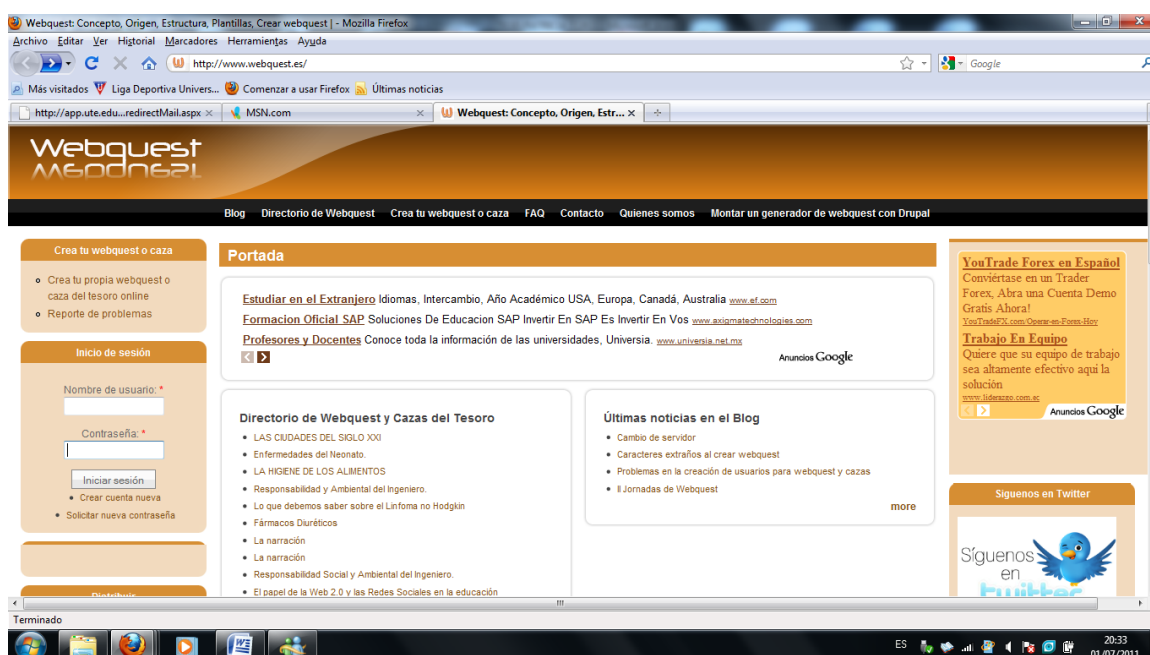 Webquest: Concepto, Origen, Estructura, Plantillas, Crear webquest | - Mozilla Firefox
Archivo Editar Ver Historial Marcadores Herramientas Ayuda
http://www.webquest.es/
Google
Más visitados Liga Deportiva Univers... Comenzar a usar Firefox Últimas noticias
http://app.ute.edu...redirectMail.aspx MSN.com Webquest: Concepto, Origen, Estr...
Webquest
Blog Directorio de Webquest Crea tu webquest o caza FAQ Contacto Quienes somos Montar un generador de webquest con Drupal
Crea tu webquest o caza
Crea tu propia webquest o
caza del tesoro online
Reporte de problemas
Inicio de sesión
Nombre de usuario: *
Contraseña: *
Iniciar sesión
Crear cuenta nueva
Solicitar nueva contraseña
Distribuir
Portada
Estudiar en el Extranjero Idiomas, Intercambio, Año Académico USA, Europa, Canadá, Australia www.ef.com
Formacion Oficial SAP Soluciones De Educacion SAP Invertir En SAP Es Invertir En Vos www.axigmatechnologies.com
Profesores y Docentes Conoce toda la información de las universidades, Universia. www.universia.net.mx
Anuncios Google
Directorio de Webquest y Cazas del Tesoro
LAS CIUDADES DEL SIGLO XXI
Enfermedades del Neonato.
LA HIGIENE DE LOS ALIMENTOS
Responsabilidad y Ambiental del Ingeniero.
Lo que debemos saber sobre el Linfoma no Hodgkin
Fármacos Diuréticos
La narración
La narración
Responsabilidad Social y Ambiental del Ingeniero.
El papel de la Web 2.0 y las Redes Sociales en la educación
Últimas noticias en el Blog
Cambio de servidor
Caracteres extraños al crear webquest
Problemas en la creación de usuarios para webquest y cazas
II Jornadas de Webquest
more
YouTrade Forex en Español
Conviértase en un Trader
Forex, Abra una Cuenta Demo
Gratis Ahora!
YouTradeFX.com/Operar-en-Forex-Hoy
Trabajo En Equipo
Quiere que su equipo de trabajo
sea altamente efectivo aqui la
solución
www.liderazgo.com.ec
Anuncios Google
Siguenos en Twitter
Síguenos
en
twitter
Terminado
ES
20:33
01/07/2011